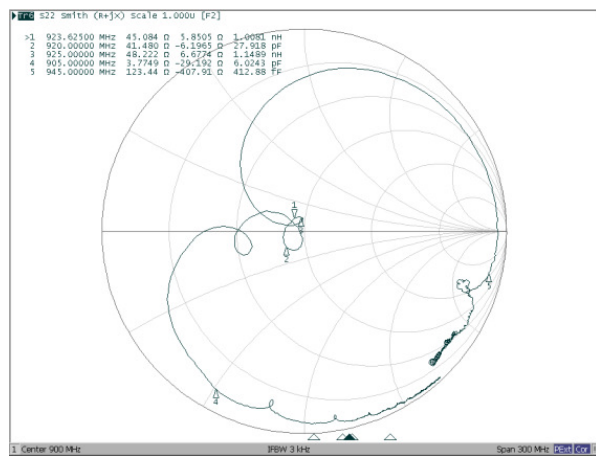 Tr6 S22 Smith (R+jX) Scale 1.000U [F2]
>1 923.62500 MHz 45.084 Ω 5.8505 Ω 1.0081 nH
2 920.00000 MHz 41.480 Ω -6.1965 Ω 27.918 pF
3 925.00000 MHz 48.222 Ω 6.6774 Ω 1.1489 nH
4 905.00000 MHz 3.7749 Ω -29.192 Ω 6.0243 pF
5 945.00000 MHz 123.44 Ω -407.91 Ω 412.88 fF
1
2
5
4
1 Center 900 MHz IFBW 3 kHz Span 300 MHz PExt Cor